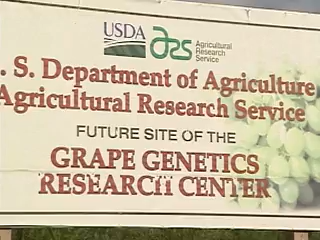 USDA ars Agricultural
Research
Service
. S. Department of Agriculture
Agricultural Research Service
FUTURE SITE OF THE
GRAPE GENETICS
RESEARCH CENTER